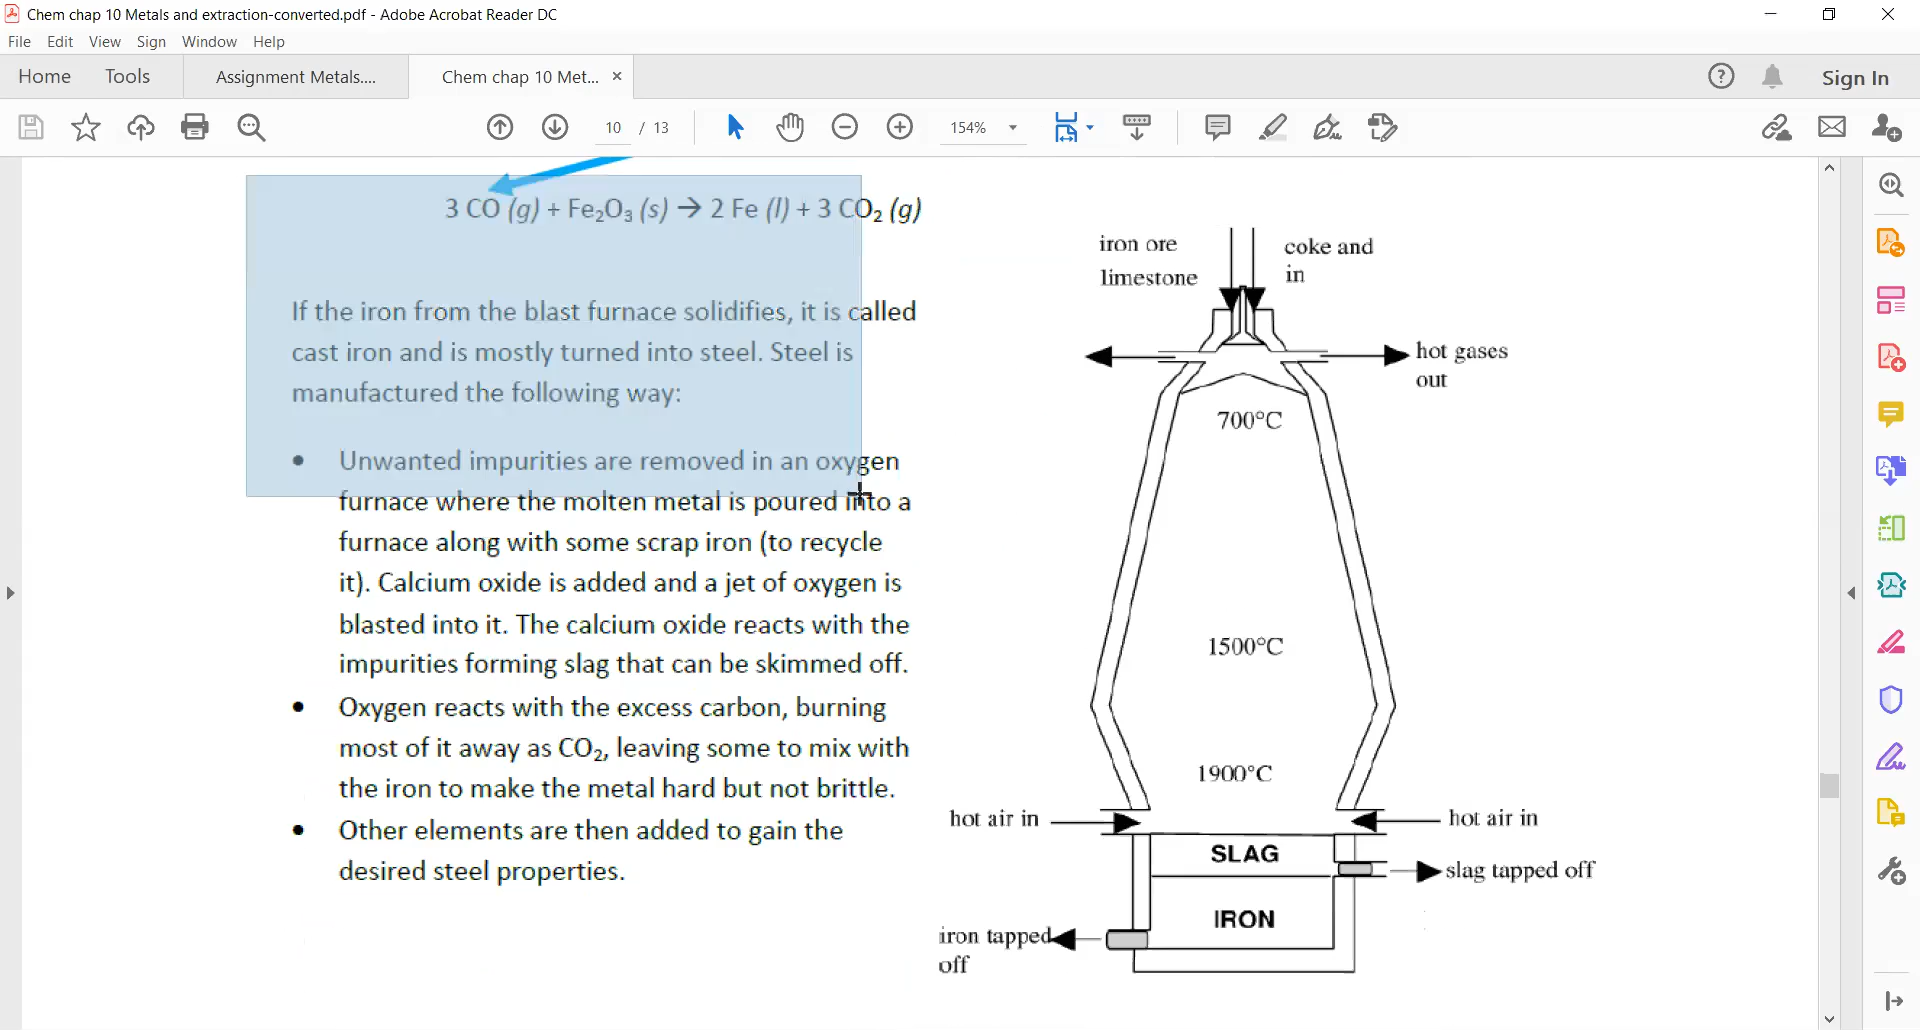 Chem chap 10 Metals and extraction-converted.pdf - Adobe Acrobat Reader DC
File Edit View Sign Window Help
Home Tools Assignment Metals.... Chem chap 10 Met... × Sign In
10 / 13 154%
3 CO (g) + Fe₂O₃ (s) → 2 Fe (l) + 3 CO₂ (g)
If the iron from the blast furnace solidifies, it is called
cast iron and is mostly turned into steel. Steel is
manufactured the following way:
• Unwanted impurities are removed in an oxygen
furnace where the molten metal is poured into a
furnace along with some scrap iron (to recycle
it). Calcium oxide is added and a jet of oxygen is
blasted into it. The calcium oxide reacts with the
impurities forming slag that can be skimmed off.
• Oxygen reacts with the excess carbon, burning
most of it away as CO₂, leaving some to mix with
the iron to make the metal hard but not brittle.
• Other elements are then added to gain the
desired steel properties.
iron ore
limestone
coke and
in
hot gases
out
700°C
1500°C
1900°C
hot air in
hot air in
SLAG
slag tapped off
IRON
iron tapped
off